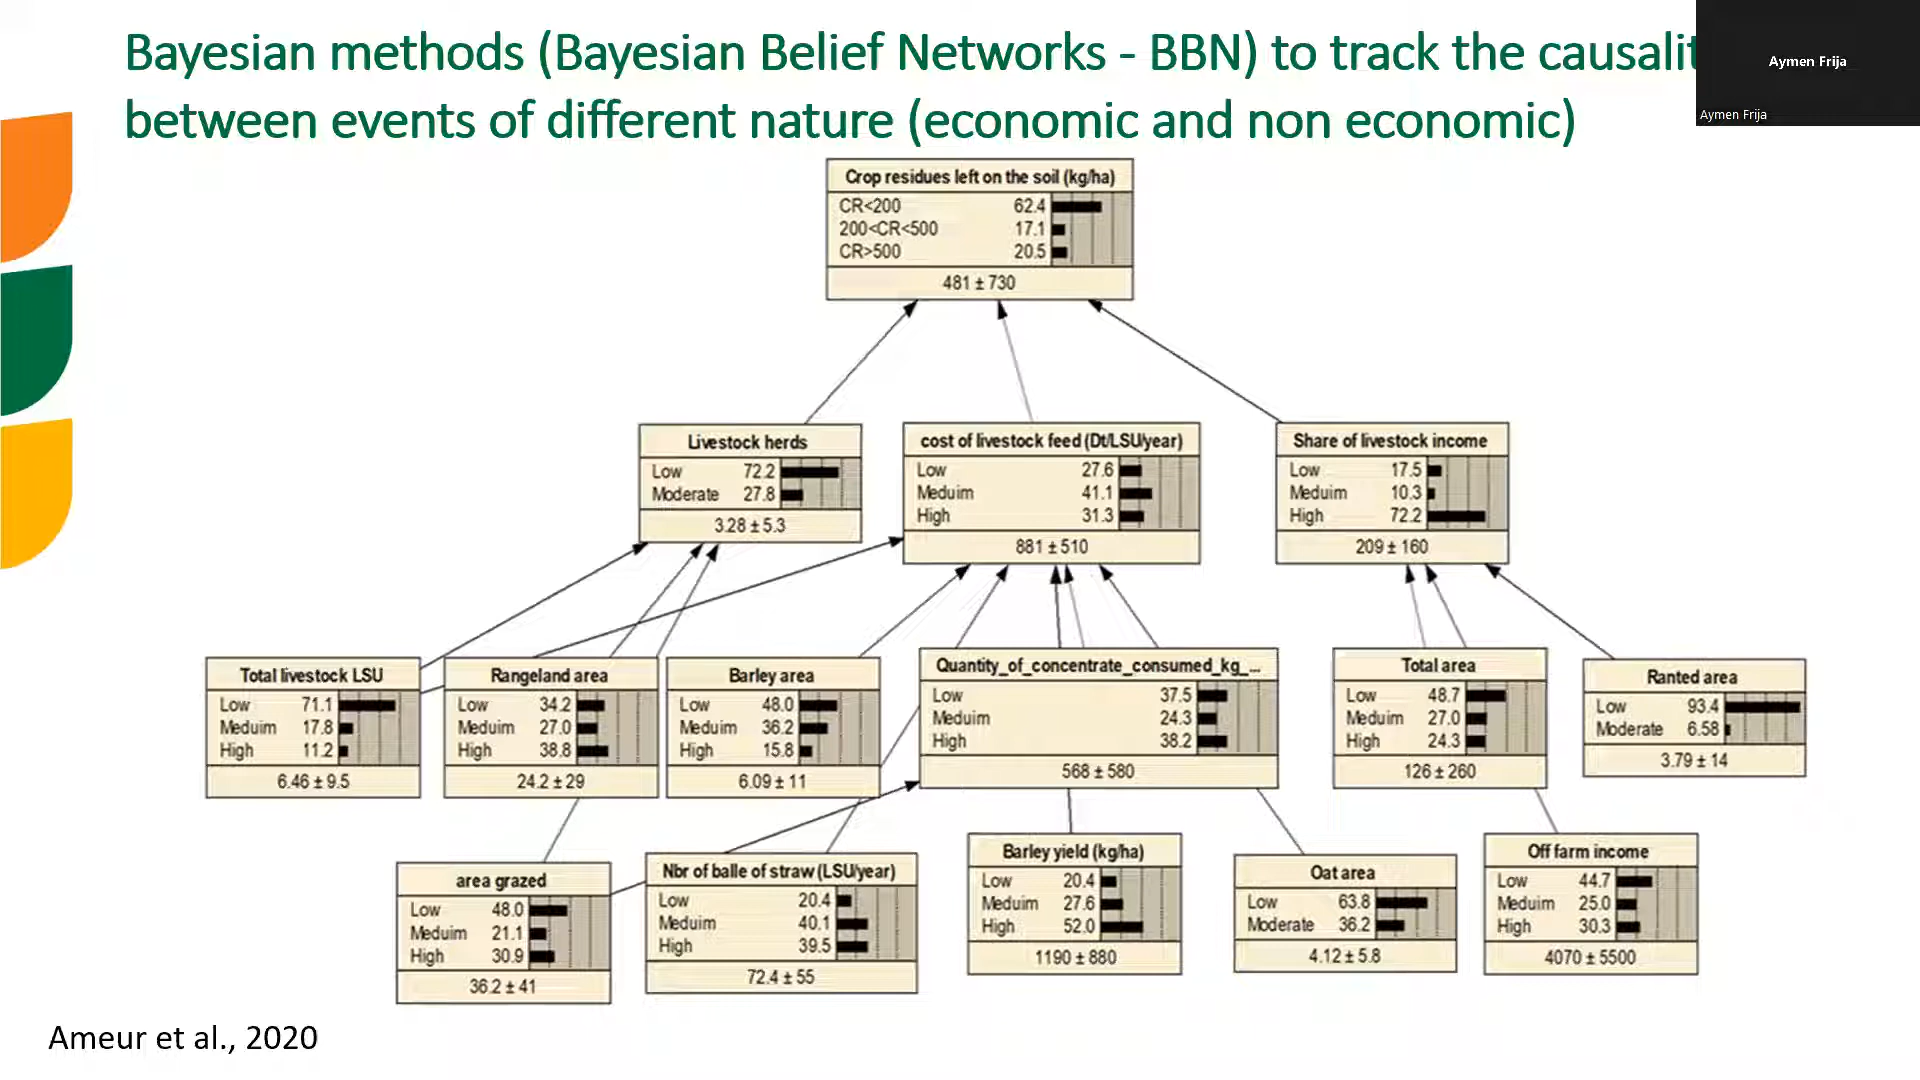 Bayesian methods (Bayesian Belief Networks - BBN) to track the causalit
between events of different nature (economic and non economic)
Aymen Frija
Aymen Frija
Crop residues left on the soil (kg/ha)
CR<200 62.4
200<CR<500 17.1
CR>500 20.5
481 ± 730
Livestock herds
Low 72.2
Moderate 27.8
3.28 ± 5.3
cost of livestock feed (Dt/LSU/year)
Low 27.6
Meduim 41.1
High 31.3
881 ± 510
Share of livestock income
Low 17.5
Meduim 10.3
High 72.2
209 ± 160
Total livestock LSU
Low 71.1
Meduim 17.8
High 11.2
6.46 ± 9.5
Rangeland area
Low 34.2
Meduim 27.0
High 38.8
24.2 ± 29
Barley area
Low 48.0
Meduim 36.2
High 15.8
6.09 ± 11
Quantity_of_concentrate_consumed_kg_...
Low 37.5
Meduim 24.3
High 38.2
568 ± 580
Total area
Low 48.7
Meduim 27.0
High 24.3
126 ± 260
Ranted area
Low 93.4
Moderate 6.58
3.79 ± 14
area grazed
Low 48.0
Meduim 21.1
High 30.9
36.2 ± 41
Nbr of balle of straw (LSU/year)
Low 20.4
Meduim 40.1
High 39.5
72.4 ± 55
Barley yield (kg/ha)
Low 20.4
Meduim 27.6
High 52.0
1190 ± 880
Oat area
Low 63.8
Moderate 36.2
4.12 ± 5.8
Off farm income
Low 44.7
Meduim 25.0
High 30.3
4070 ± 5500
Ameur et al., 2020